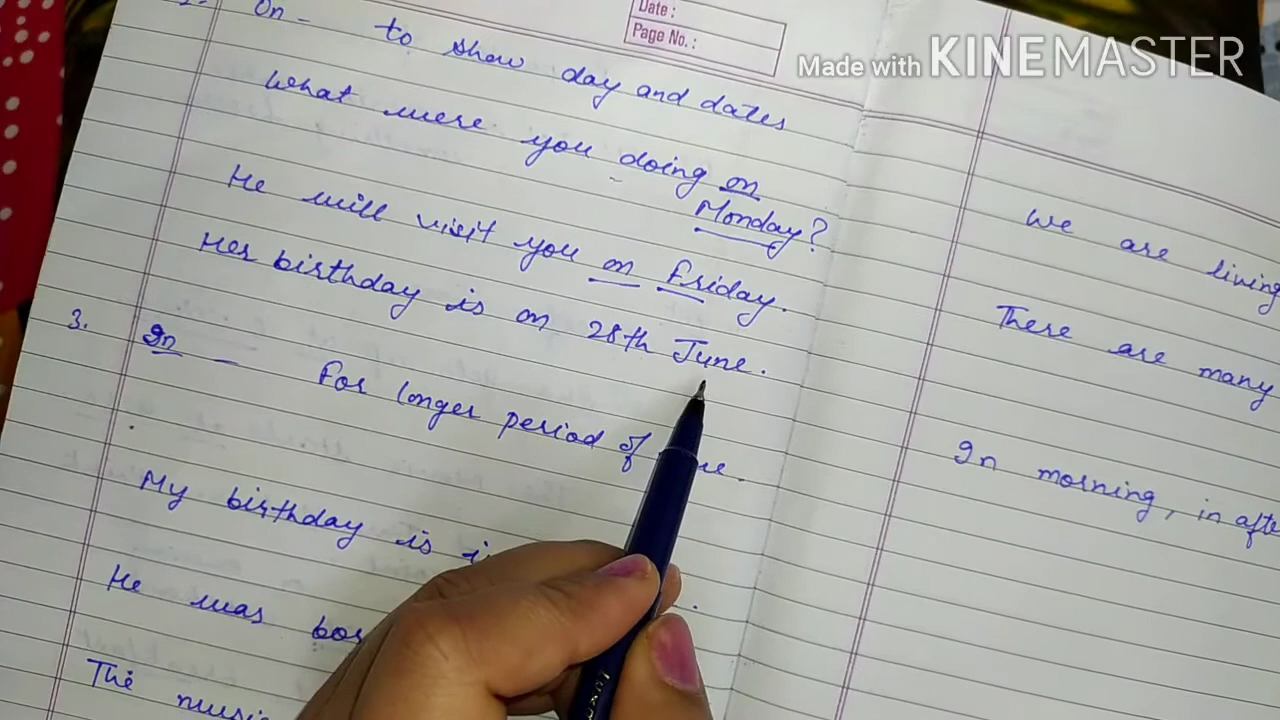 Date :
Page No. :
Made with KINEMASTER
On - to show day and dates
What were you doing on
Monday?
He will visit you on Friday.
Her birthday is on 28th June.
3. In - For longer period of
My birthday is
He was
The
We are living
There are many
In morning, in